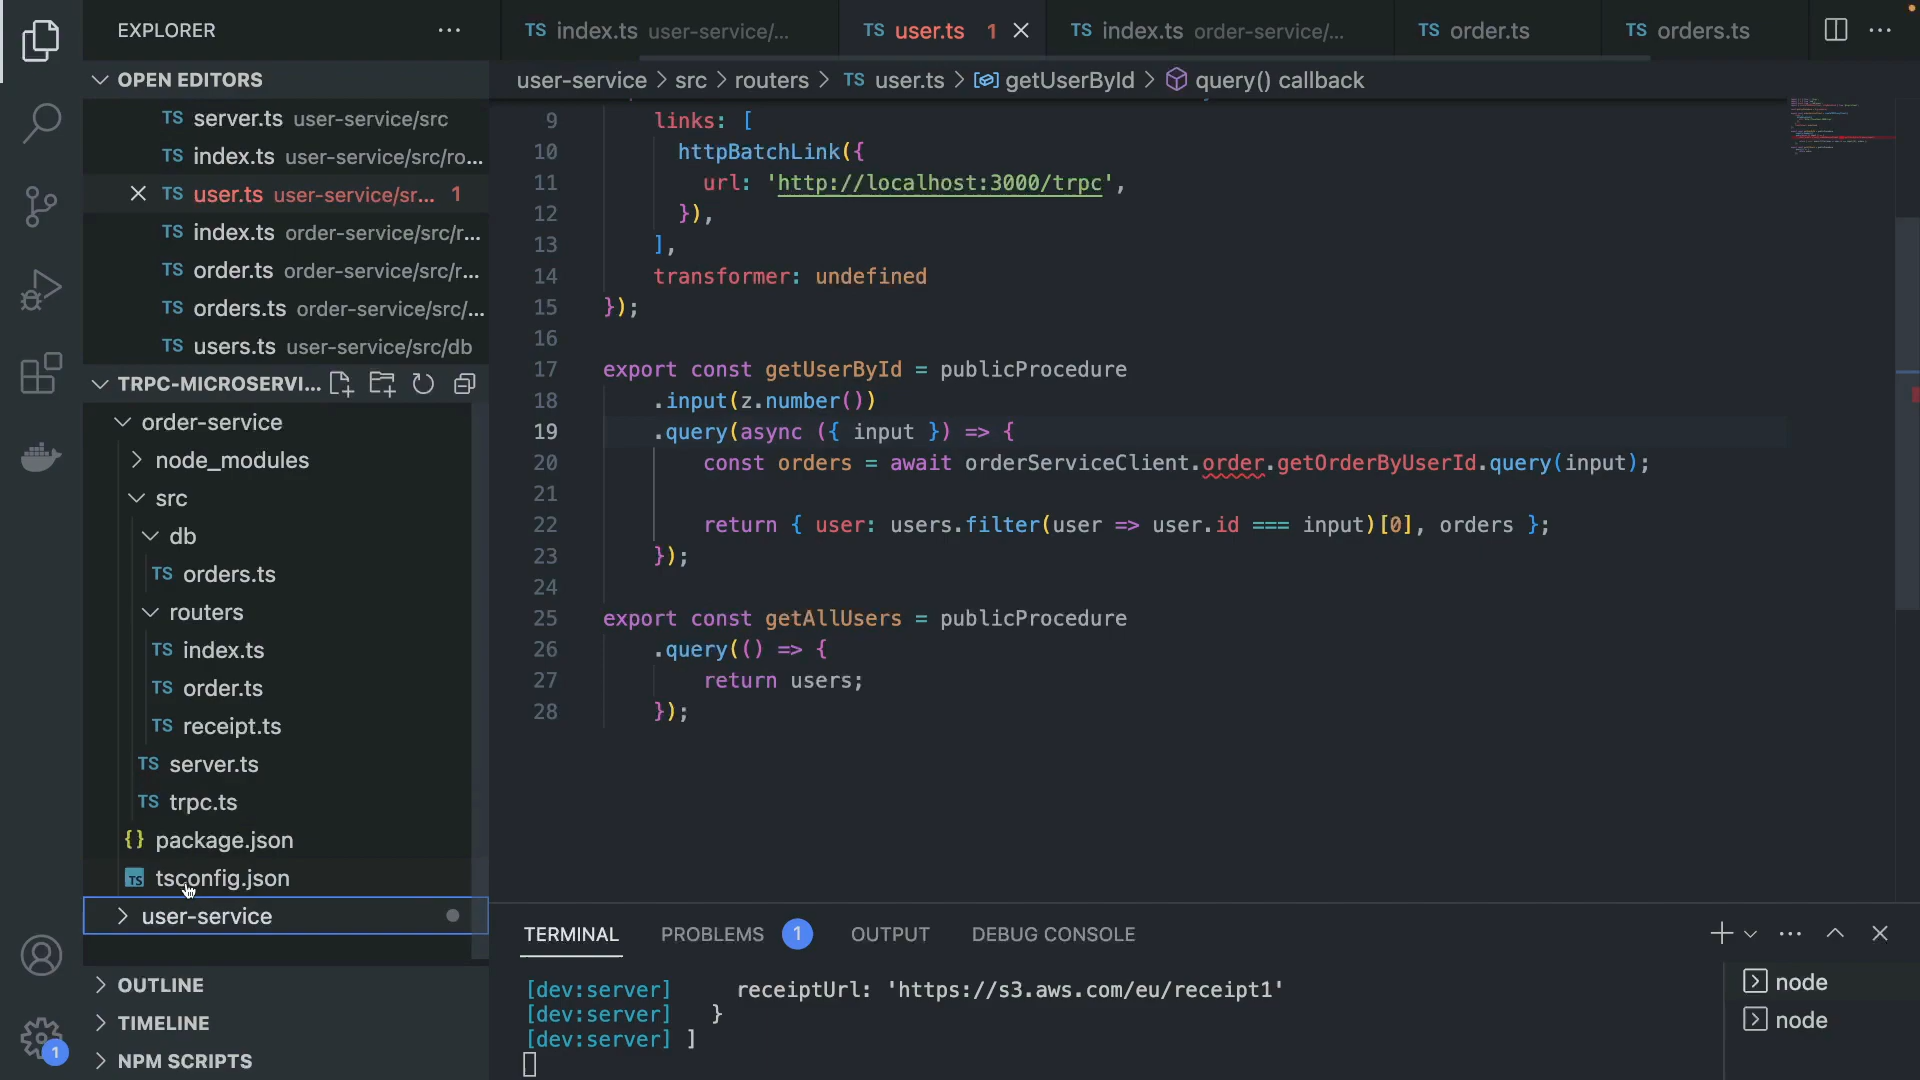 EXPLORER
OPEN EDITORS
TS server.ts user-service/src
TS index.ts user-service/src/ro...
TS user.ts user-service/sr... 1
TS index.ts order-service/src/r...
TS order.ts order-service/src/r...
TS orders.ts order-service/src/...
TS users.ts user-service/src/db
TRPC-MICROSERVI...
order-service
node_modules
src
db
TS orders.ts
routers
TS index.ts
TS order.ts
TS receipt.ts
TS server.ts
TS trpc.ts
{} package.json
TS tsconfig.json
user-service
OUTLINE
TIMELINE
NPM SCRIPTS
1
TS index.ts user-service/...
TS user.ts 1
TS index.ts order-service/...
TS order.ts
TS orders.ts
user-service > src > routers > TS user.ts > getUserById > query() callback
9 links: [
10 httpBatchLink({
11 url: 'http://localhost:3000/trpc',
12 }),
13 ],
14 transformer: undefined
15 });
16
17 export const getUserById = publicProcedure
18 .input(z.number())
19 .query(async ({ input }) => {
20 const orders = await orderServiceClient.order.getOrderByUserId.query(input);
21
22 return { user: users.filter(user => user.id === input)[0], orders };
23 });
24
25 export const getAllUsers = publicProcedure
26 .query(() => {
27 return users;
28 });
TERMINAL PROBLEMS 1 OUTPUT DEBUG CONSOLE
[dev:server] receiptUrl: 'https://s3.aws.com/eu/receipt1'
[dev:server] }
[dev:server] ]
node
node